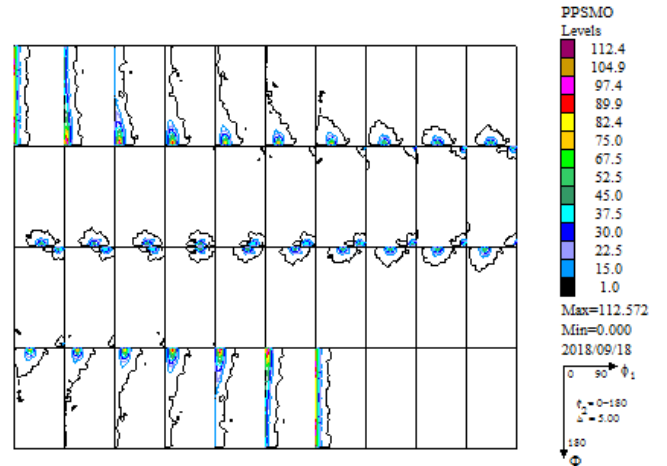 PPSMO
Levels
112.4
104.9
97.4
89.9
82.4
75.0
67.5
52.5
45.0
37.5
30.0
22.5
15.0
1.0
Max=112.572
Min=0.000
2018/09/18
0 90 ϕ1
ϕ2 = 0-180
Δ = 5.00
180
Φ